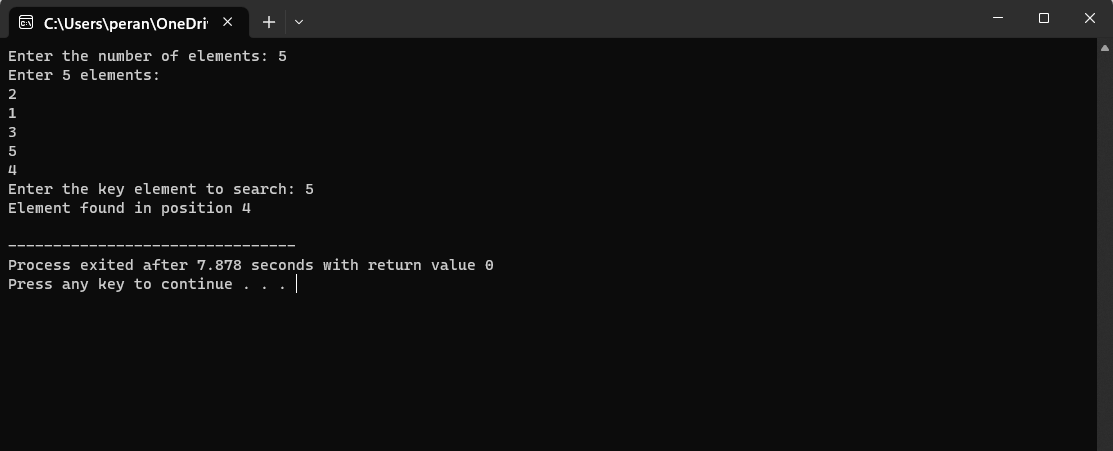 C:\Users\peran\OneDri
Enter the number of elements: 5
Enter 5 elements:
2
1
3
5
4
Enter the key element to search: 5
Element found in position 4
--------------------------------
Process exited after 7.878 seconds with return value 0
Press any key to continue . . .